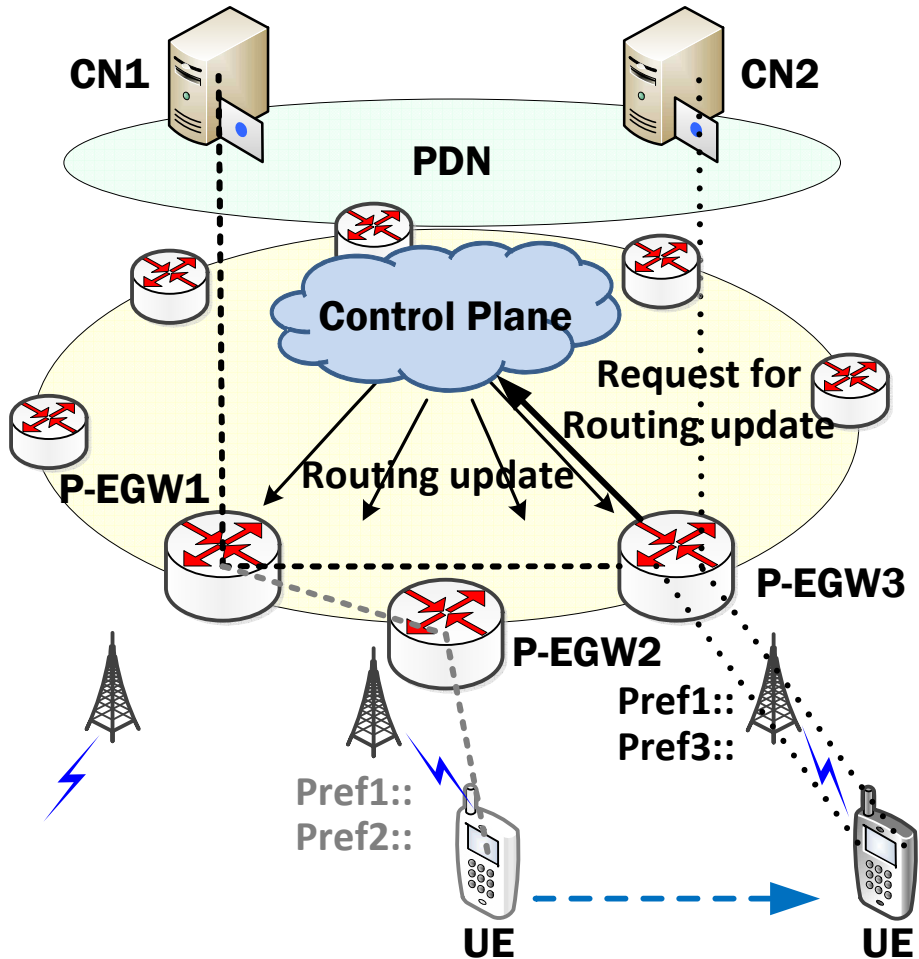 CN1
CN2
PDN
Control Plane
Request for
Routing update
Routing update
P-EGW1
P-EGW3
P-EGW2
Pref1::
Pref3::
Pref1::
Pref2::
UE
UE